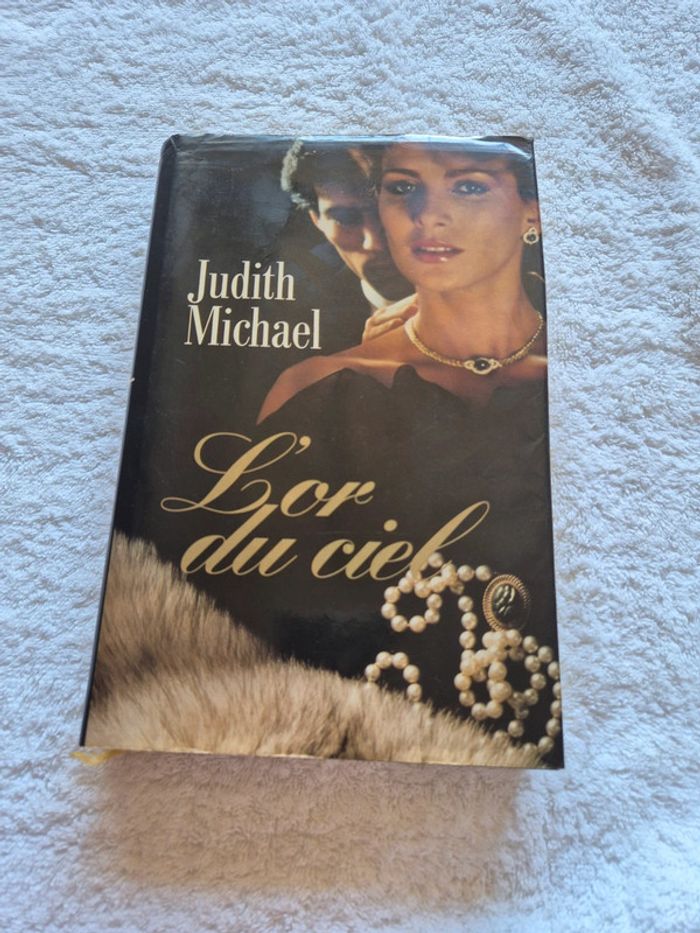 Judith
Michael
L'or
du ciel